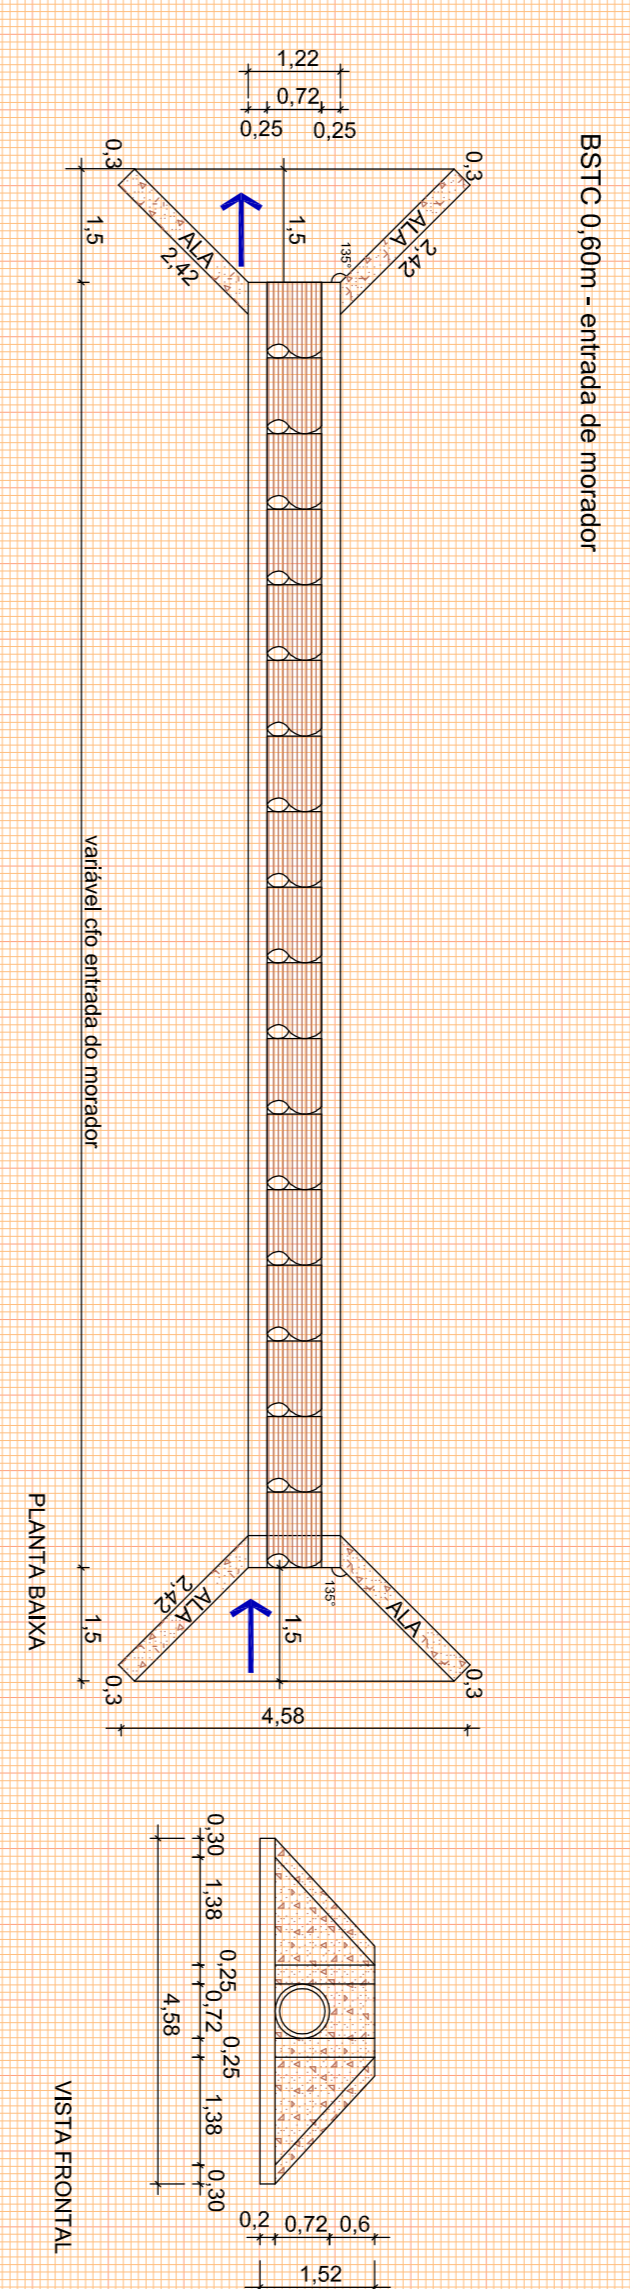 BSTC 0,60m - entrada de morador
1,22
0,72
0,25 0,25
0,3
0,3
1,5
1,5
ALA
2,42
ALA
2,42
135°
variável cfo entrada do morador
135°
ALA
2,42
ALA
1,5
1,5
0,3
0,3
4,58
PLANTA BAIXA
0,30
1,38
0,25
0,72
0,25
1,38
0,30
4,58
0,2 0,72 0,6
1,52
VISTA FRONTAL